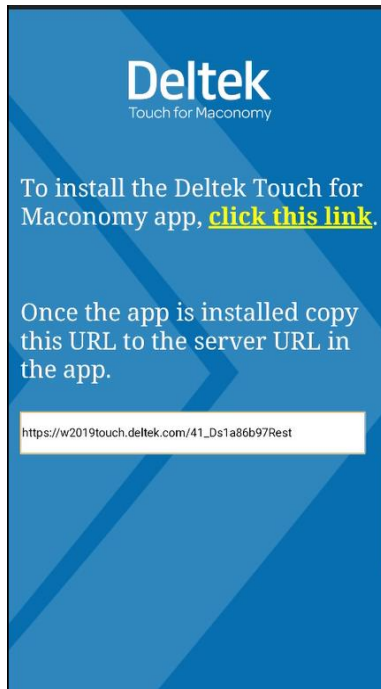 Deltek
Touch for Maconomy
To install the Deltek Touch for
Maconomy app, click this link.
Once the app is installed copy
this URL to the server URL in
the app.
https://w2019touch.deltek.com/41_Ds1a86b97Rest